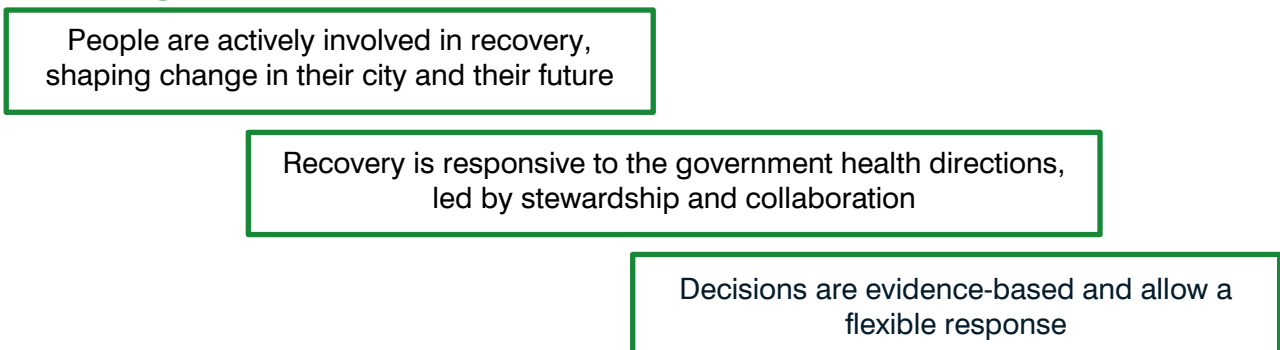 People are actively involved in recovery,
shaping change in their city and their future
Recovery is responsive to the government health directions,
led by stewardship and collaboration
Decisions are evidence-based and allow a
flexible response